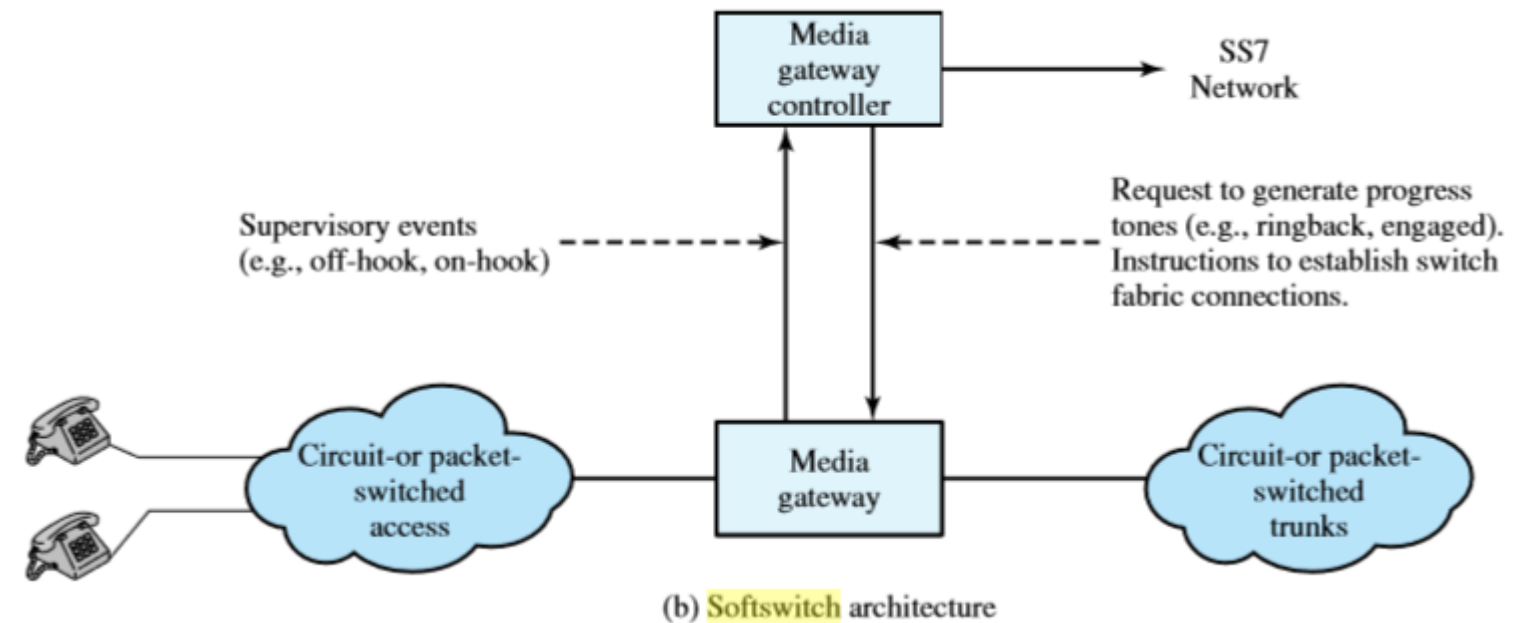 Media
gateway
controller
SS7
Network
Supervisory events
(e.g., off-hook, on-hook)
Request to generate progress
tones (e.g., ringback, engaged).
Instructions to establish switch
fabric connections.
Circuit-or packet-
switched
access
Media
gateway
Circuit-or packet-
switched
trunks
(b) Softswitch architecture